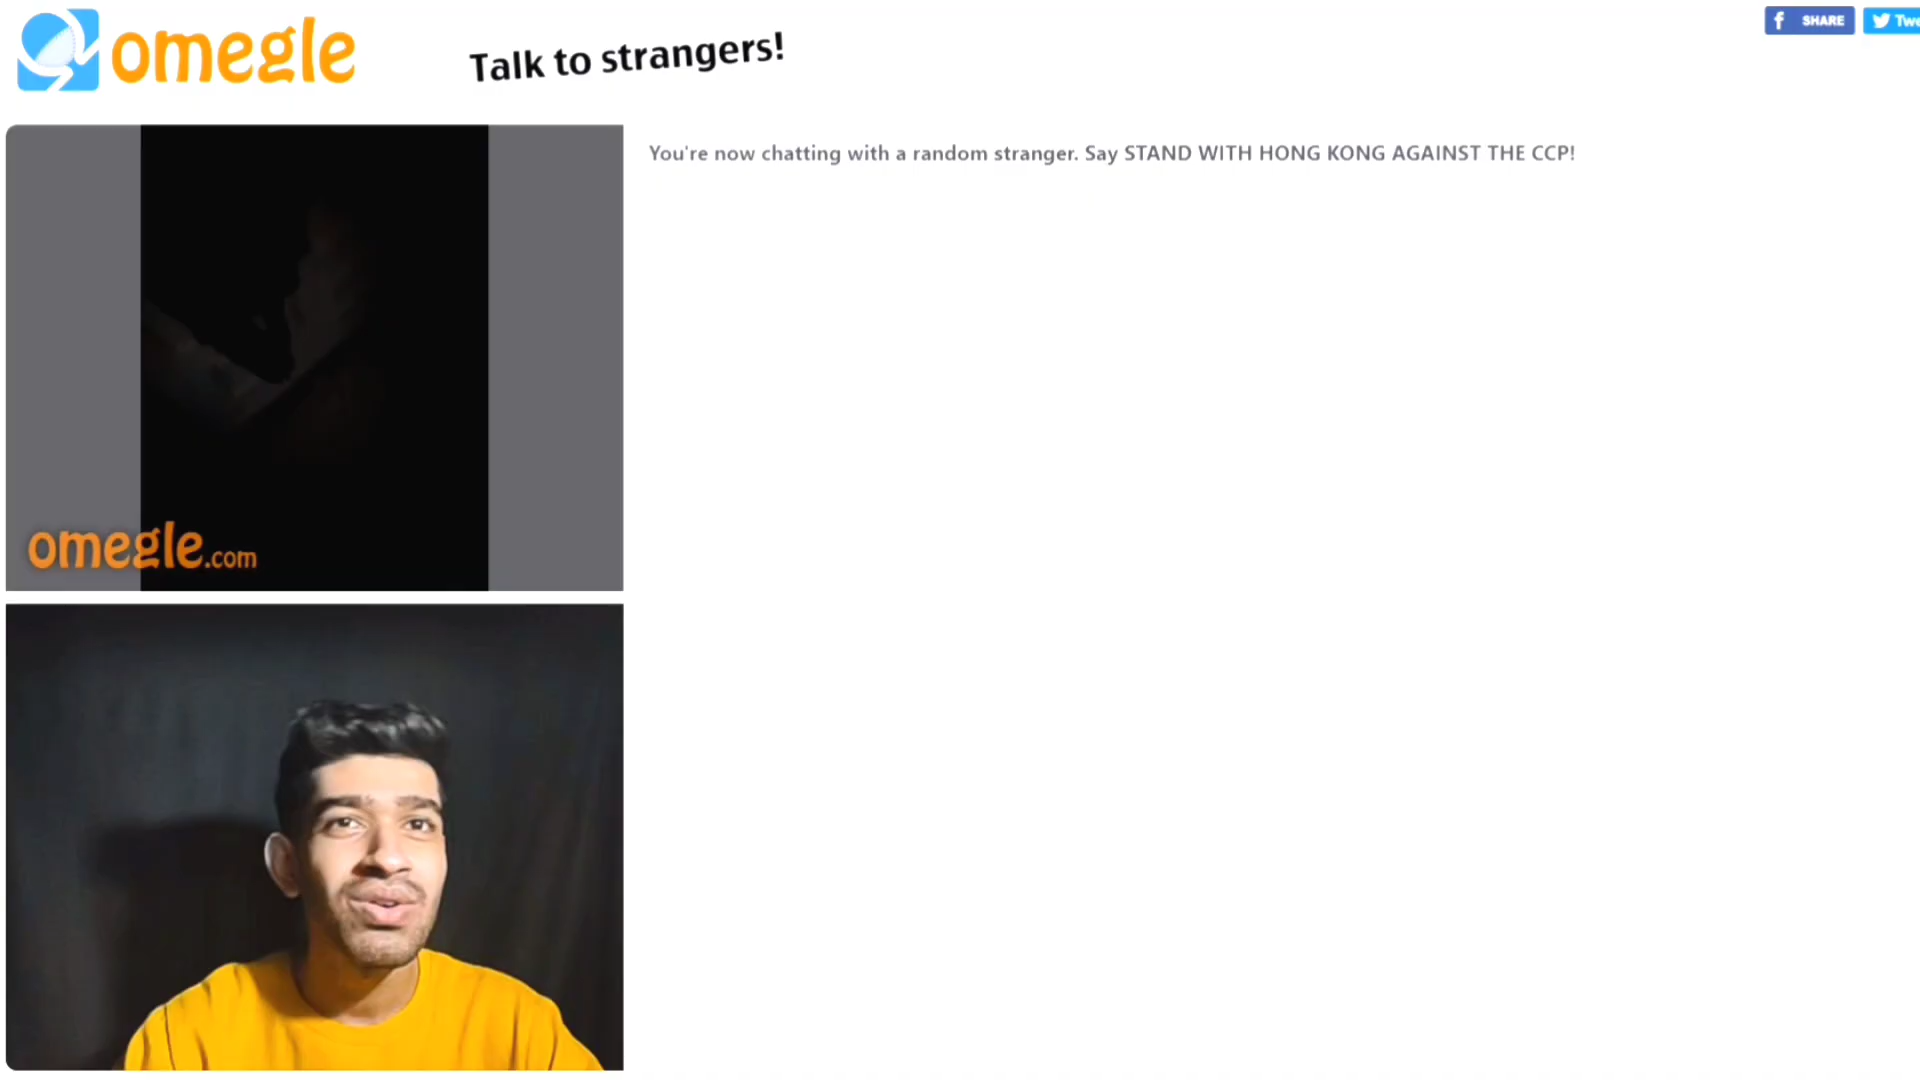 omegle
Talk to strangers!
SHARE
Twe
You're now chatting with a random stranger. Say STAND WITH HONG KONG AGAINST THE CCP!
omegle.com